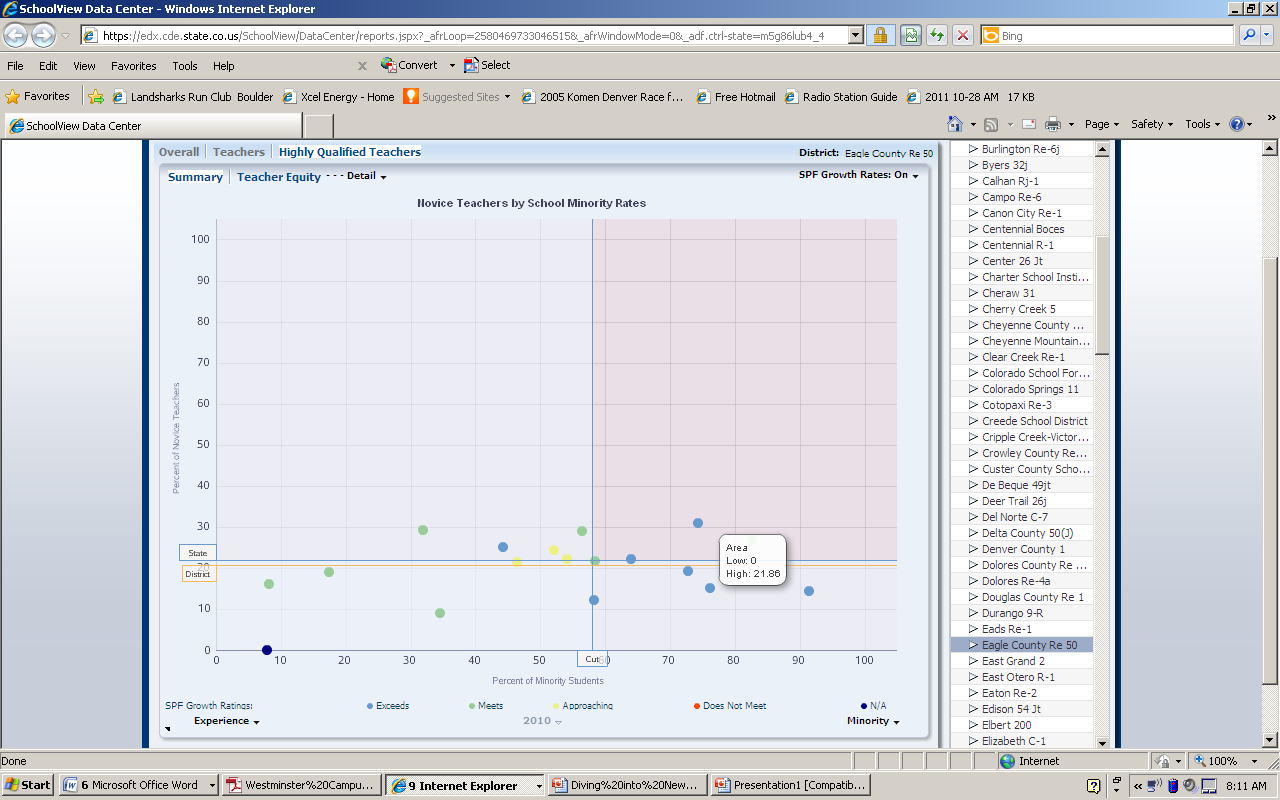 SchoolView Data Center - Windows Internet Explorer
https://edx.cde.state.co.us/SchoolView/DataCenter/reports.jspx?_afrLoop=2580469733046515&_afrWindowMode=0&_adf.ctrl-state=m5g86lub4_4
Bing
File Edit View Favorites Tools Help x Convert Select
Favorites Landsharks Run Club Boulder Xcel Energy - Home Suggested Sites 2005 Komen Denver Race f... Free Hotmail Radio Station Guide 2011 10-28 AM 17 KB
SchoolView Data Center
Page Safety Tools »
Overall Teachers Highly Qualified Teachers District: Eagle County Re 50
Summary Teacher Equity - - - Detail SPF Growth Rates: On
Novice Teachers by School Minority Rates
100
90
80
70
60
50
40
30
20
10
0
Percent of Novice Teachers
State
District
Area
Low: 0
High: 21.86
Cut
0 10 20 30 40 50 60 70 80 90 100
Percent of Minority Students
SPF Growth Ratings: Exceeds Meets Approaching Does Not Meet N/A
Experience 2010 Minority
Burlington Re-6j
Byers 32j
Calhan Rj-1
Campo Re-6
Canon City Re-1
Centennial Boces
Centennial R-1
Center 26 Jt
Charter School Insti...
Cheraw 31
Cherry Creek 5
Cheyenne County ...
Cheyenne Mountain...
Clear Creek Re-1
Colorado School For...
Colorado Springs 11
Cotopaxi Re-3
Creede School District
Cripple Creek-Victor...
Crowley County Re...
Custer County Scho...
De Beque 49jt
Deer Trail 26j
Del Norte C-7
Delta County 50(J)
Denver County 1
Dolores County Re ...
Dolores Re-4a
Douglas County Re 1
Durango 9-R
Eads Re-1
Eagle County Re 50
East Grand 2
East Otero R-1
Eaton Re-2
Edison 54 Jt
Elbert 200
Elizabeth C-1
Done Internet 100%
Start 6 Microsoft Office Word Westminster%20Campu... 9 Internet Explorer Diving%20into%20New... Presentation1 [Compatib... « 8:11 AM